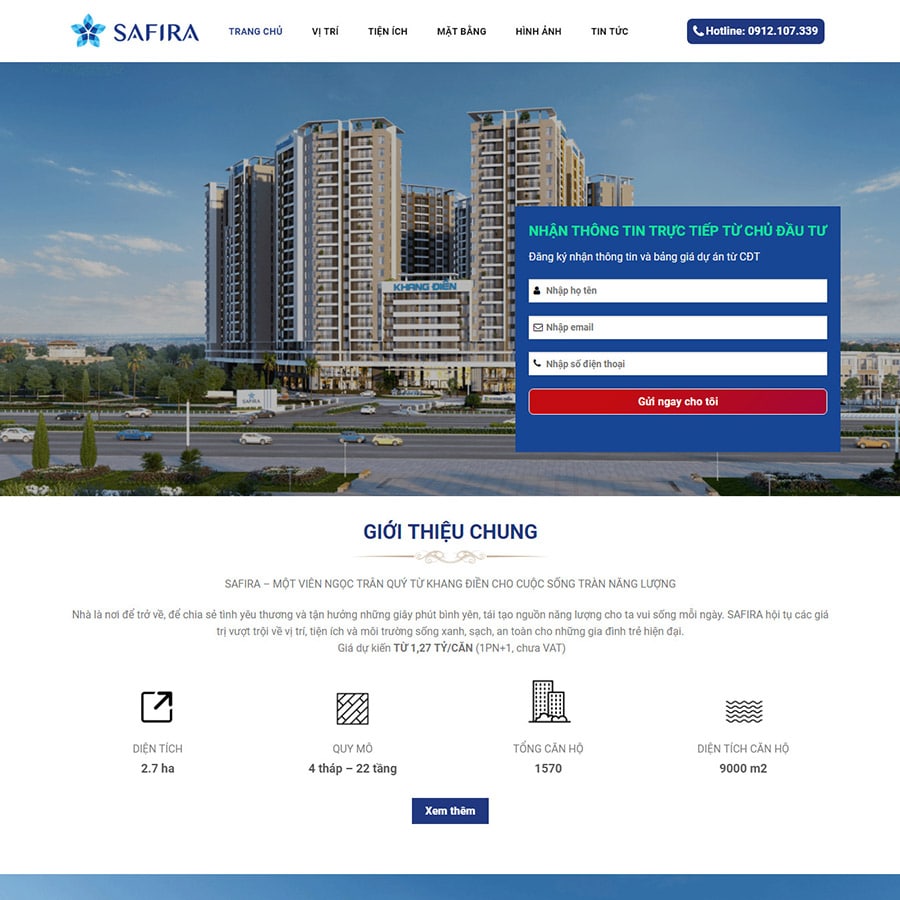 SAFIRA
TRANG CHỦ
VỊ TRÍ
TIỆN ÍCH
MẶT BẰNG
HÌNH ẢNH
TIN TỨC
Hotline: 0912.107.339
KHANG ĐIỀN
SAFIRA
NHẬN THÔNG TIN TRỰC TIẾP TỪ CHỦ ĐẦU TƯ
Đăng ký nhận thông tin và bảng giá dự án từ CĐT
Nhập họ tên
Nhập email
Nhập số điện thoại
Gửi ngay cho tôi
GIỚI THIỆU CHUNG
SAFIRA – MỘT VIÊN NGỌC TRÂN QUÝ TỪ KHANG ĐIỀN CHO CUỘC SỐNG TRÀN NĂNG LƯỢNG
Nhà là nơi để trở về, để chia sẻ tình yêu thương và tận hưởng những giây phút bình yên, tái tạo nguồn năng lượng cho ta vui sống mỗi ngày. SAFIRA hội tụ các giá
trị vượt trội về vị trí, tiện ích và môi trường sống xanh, sạch, an toàn cho những gia đình trẻ hiện đại.
Giá dự kiến TỪ 1,27 TỶ/CĂN (1PN+1, chưa VAT)
DIỆN TÍCH
2.7 ha
QUY MÔ
4 tháp – 22 tầng
TỔNG CĂN HỘ
1570
DIỆN TÍCH CĂN HỘ
9000 m2
Xem thêm